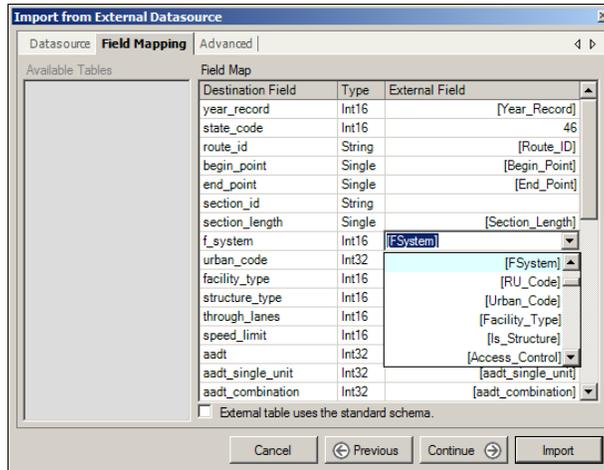 Import from External Datasource
Datasource Field Mapping Advanced
Available Tables
Field Map
Destination Field Type External Field
year_record Int16 [Year_Record]
state_code Int16 46
route_id String [Route_ID]
begin_point Single [Begin_Point]
end_point Single [End_Point]
section_id String
section_length Single [Section_Length]
f_system Int16 [FSystem]
urban_code Int32 [FSystem]
facility_type Int16 [RU_Code]
structure_type Int16 [Urban_Code]
through_lanes Int16 [Facility_Type]
speed_limit Int16 [Is_Structure]
aadt Int32 [Access_Control]
aadt_single_unit Int32 [aadt_single_unit]
aadt_combination Int32 [aadt_combination]
External table uses the standard schema.
Cancel Previous Continue Import